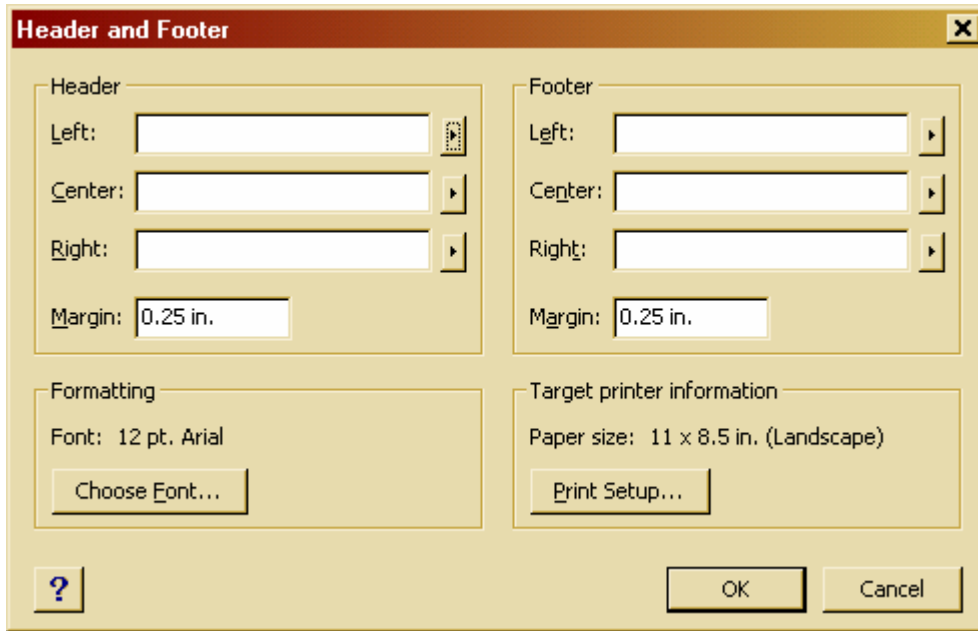 Header and Footer
Header
Left:
Center:
Right:
Margin: 0.25 in.
Footer
Left:
Center:
Right:
Margin: 0.25 in.
Formatting
Font: 12 pt. Arial
Choose Font...
Target printer information
Paper size: 11 x 8.5 in. (Landscape)
Print Setup...
?
OK
Cancel